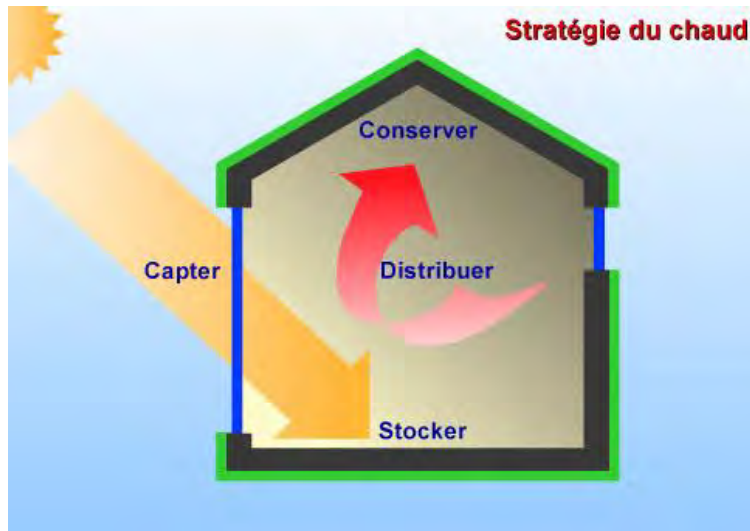 Stratégie du chaud
Conserver
Capter
Distribuer
Stocker